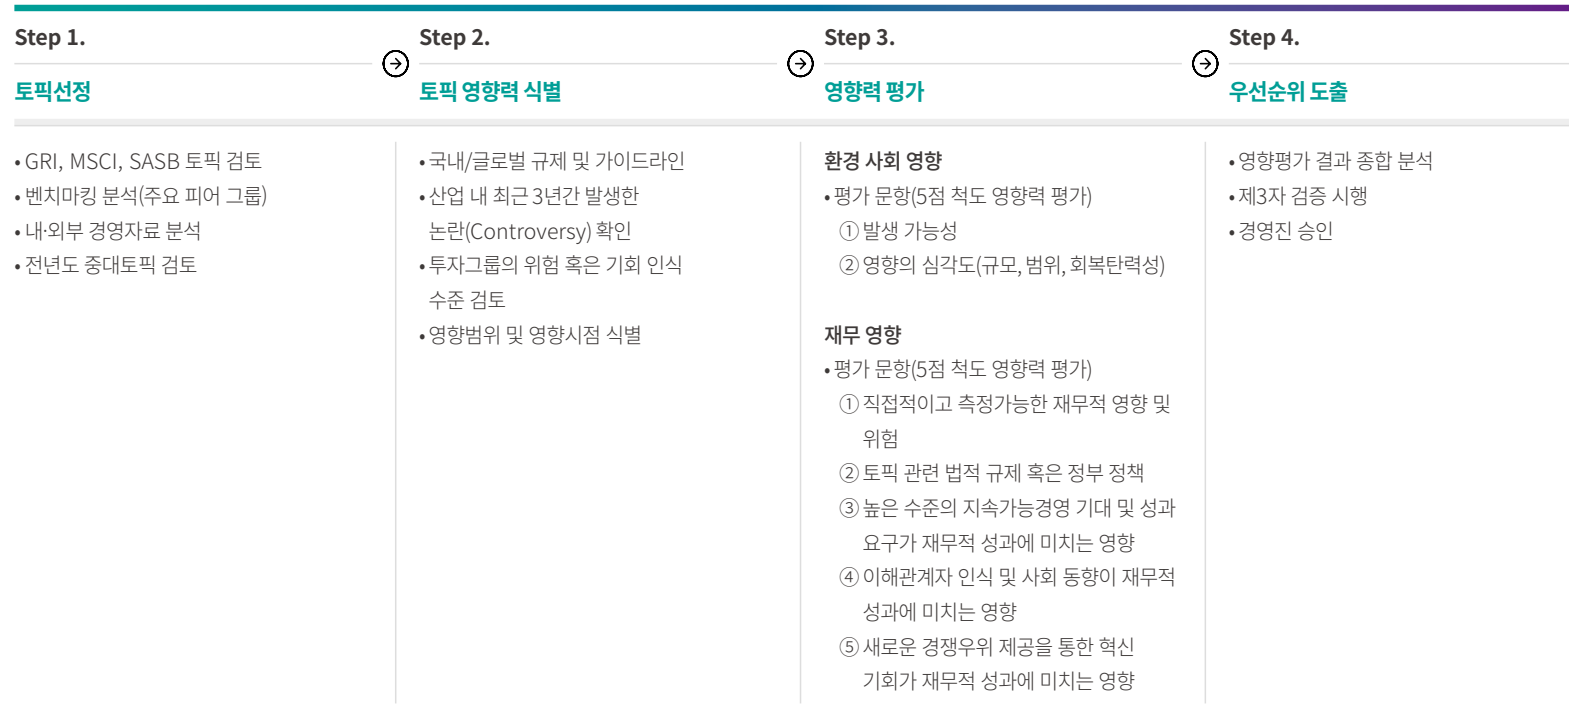 Step 1.
토픽선정
• GRI, MSCI, SASB 토픽 검토
• 벤치마킹 분석(주요 피어 그룹)
• 내·외부 경영자료 분석
• 전년도 중대토픽 검토
Step 2.
토픽 영향력 식별
• 국내/글로벌 규제 및 가이드라인
• 산업 내 최근 3년간 발생한
논란(Controversy) 확인
• 투자그룹의 위험 혹은 기회 인식
수준 검토
• 영향범위 및 영향시점 식별
Step 3.
영향력 평가
환경 사회 영향
• 평가 문항(5점 척도 영향력 평가)
① 발생 가능성
② 영향의 심각도(규모, 범위, 회복탄력성)
재무 영향
• 평가 문항(5점 척도 영향력 평가)
① 직접적이고 측정가능한 재무적 영향 및
위험
② 토픽 관련 법적 규제 혹은 정부 정책
③ 높은 수준의 지속가능경영 기대 및 성과
요구가 재무적 성과에 미치는 영향
④ 이해관계자 인식 및 사회 동향이 재무적
성과에 미치는 영향
⑤ 새로운 경쟁우위 제공을 통한 혁신
기회가 재무적 성과에 미치는 영향
Step 4.
우선순위 도출
• 영향평가 결과 종합 분석
• 제3자 검증 시행
• 경영진 승인